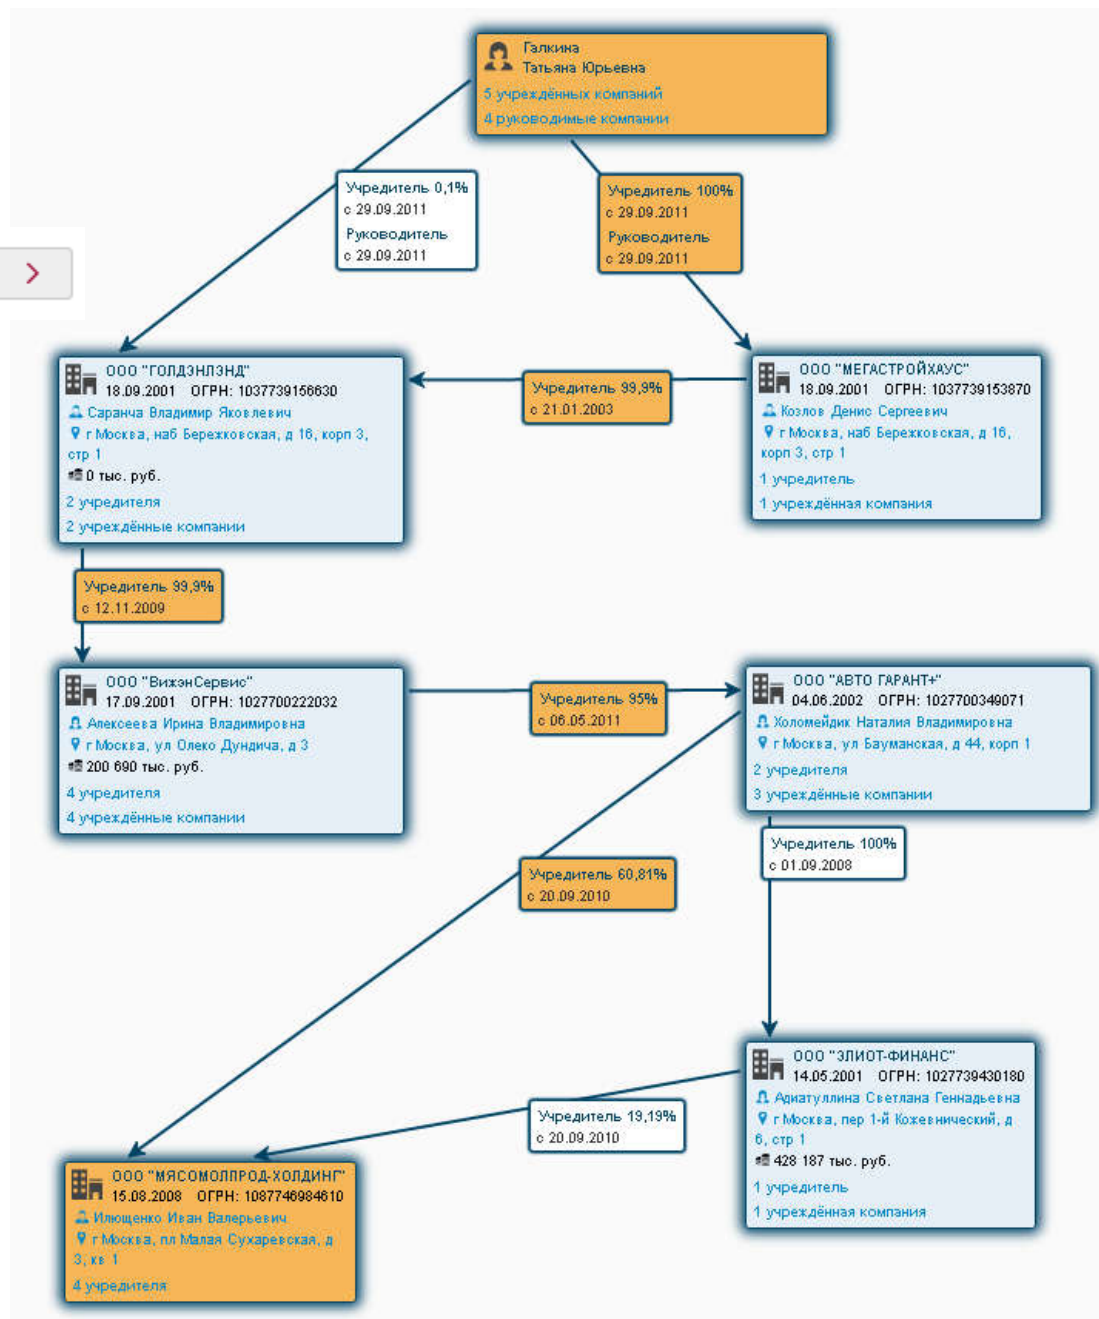 Галкина
Татьяна Юрьевна
5 учреждённых компаний
4 руководимые компании
Учредитель 0,1%
с 29.09.2011
Руководитель
с 29.09.2011
Учредитель 100%
с 29.09.2011
Руководитель
с 29.09.2011
ООО "ГОЛДЭНЛЭНД"
18.09.2001 ОГРН: 1037739156630
Саранча Владимир Яковлевич
г Москва, наб Бережковская, д 16, корп 3,
стр 1
0 тыс. руб.
2 учредителя
2 учреждённые компании
Учредитель 99,9%
с 21.01.2003
ООО "МЕГАСТРОЙХАУС"
18.09.2001 ОГРН: 1037739153870
Козлов Денис Сергеевич
г Москва, наб Бережковская, д 16,
корп 3, стр 1
1 учредитель
1 учреждённая компания
Учредитель 99,9%
с 12.11.2009
ООО "ВижэнСервис"
17.09.2001 ОГРН: 1027700222032
Алексеева Ирина Владимировна
г Москва, ул Олеко Дундича, д 3
200 690 тыс. руб.
4 учредителя
4 учреждённые компании
Учредитель 95%
с 06.05.2011
ООО "АВТО ГАРАНТ+"
04.06.2002 ОГРН: 1027700349071
Холомейдик Наталия Владимировна
г Москва, ул Бауманская, д 44, корп 1
2 учредителя
3 учреждённые компании
Учредитель 60,81%
с 20.09.2010
Учредитель 100%
с 01.09.2008
ООО "ЭЛИОТ-ФИНАНС"
14.05.2001 ОГРН: 1027739430180
Адиатуллина Светлана Геннадьевна
г Москва, пер 1-й Кожевнический, д
6, стр 1
428 187 тыс. руб.
1 учредитель
1 учреждённая компания
Учредитель 19,19%
с 20.09.2010
ООО "МЯСОМОЛПРОД-ХОЛДИНГ"
15.08.2008 ОГРН: 1087746984610
Илющенко Иван Валерьевич
г Москва, пл Малая Сухаревская, д
3, кв 1
4 учредителя